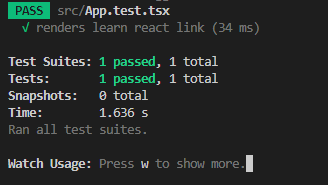 PASS src/App.test.tsx
√ renders learn react link (34 ms)
Test Suites: 1 passed, 1 total
Tests: 1 passed, 1 total
Snapshots: 0 total
Time: 1.636 s
Ran all test suites.
Watch Usage: Press w to show more.